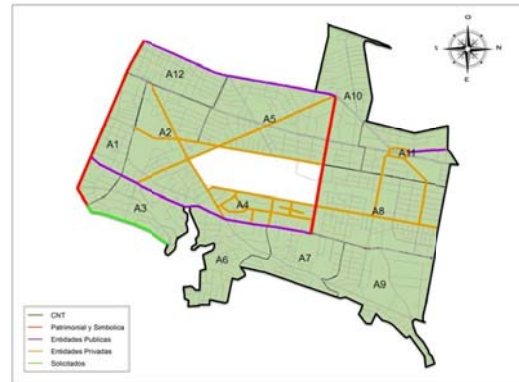 O
S N
E
A12
A10
A5
A2
A11
A1
A4
A3
A8
A6
A7
A9
CNT
Patrimonial y Simbolica
Entidades Publicas
Entidades Privadas
Solicitados